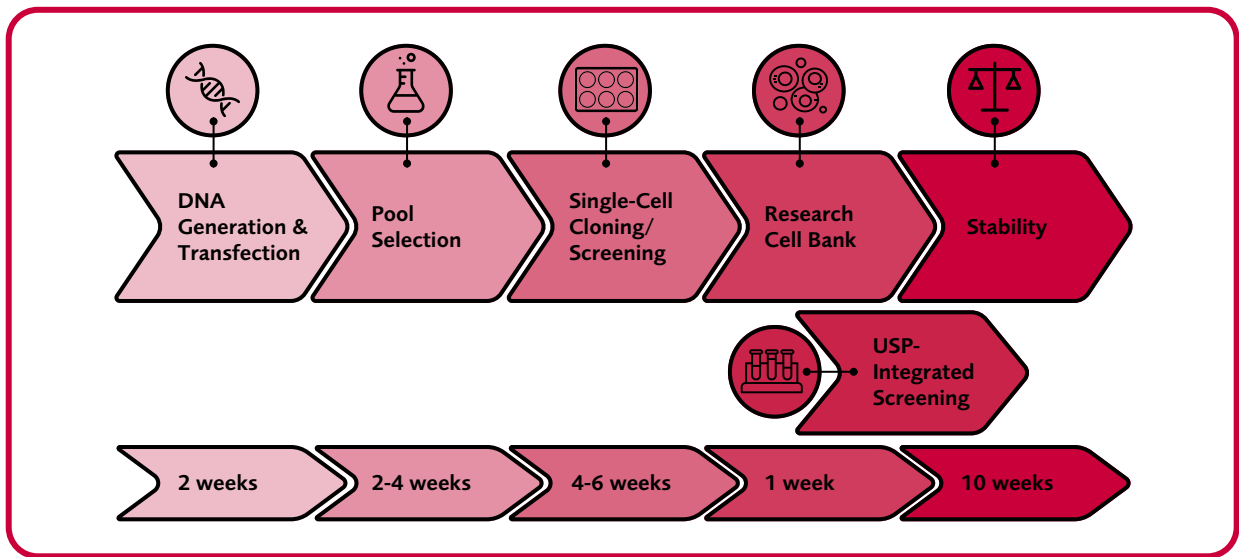 DNA
Generation &
Transfection
Pool
Selection
Single-Cell
Cloning/
Screening
Research
Cell Bank
Stability
USP-
Integrated
Screening
2 weeks
2-4 weeks
4-6 weeks
1 week
10 weeks